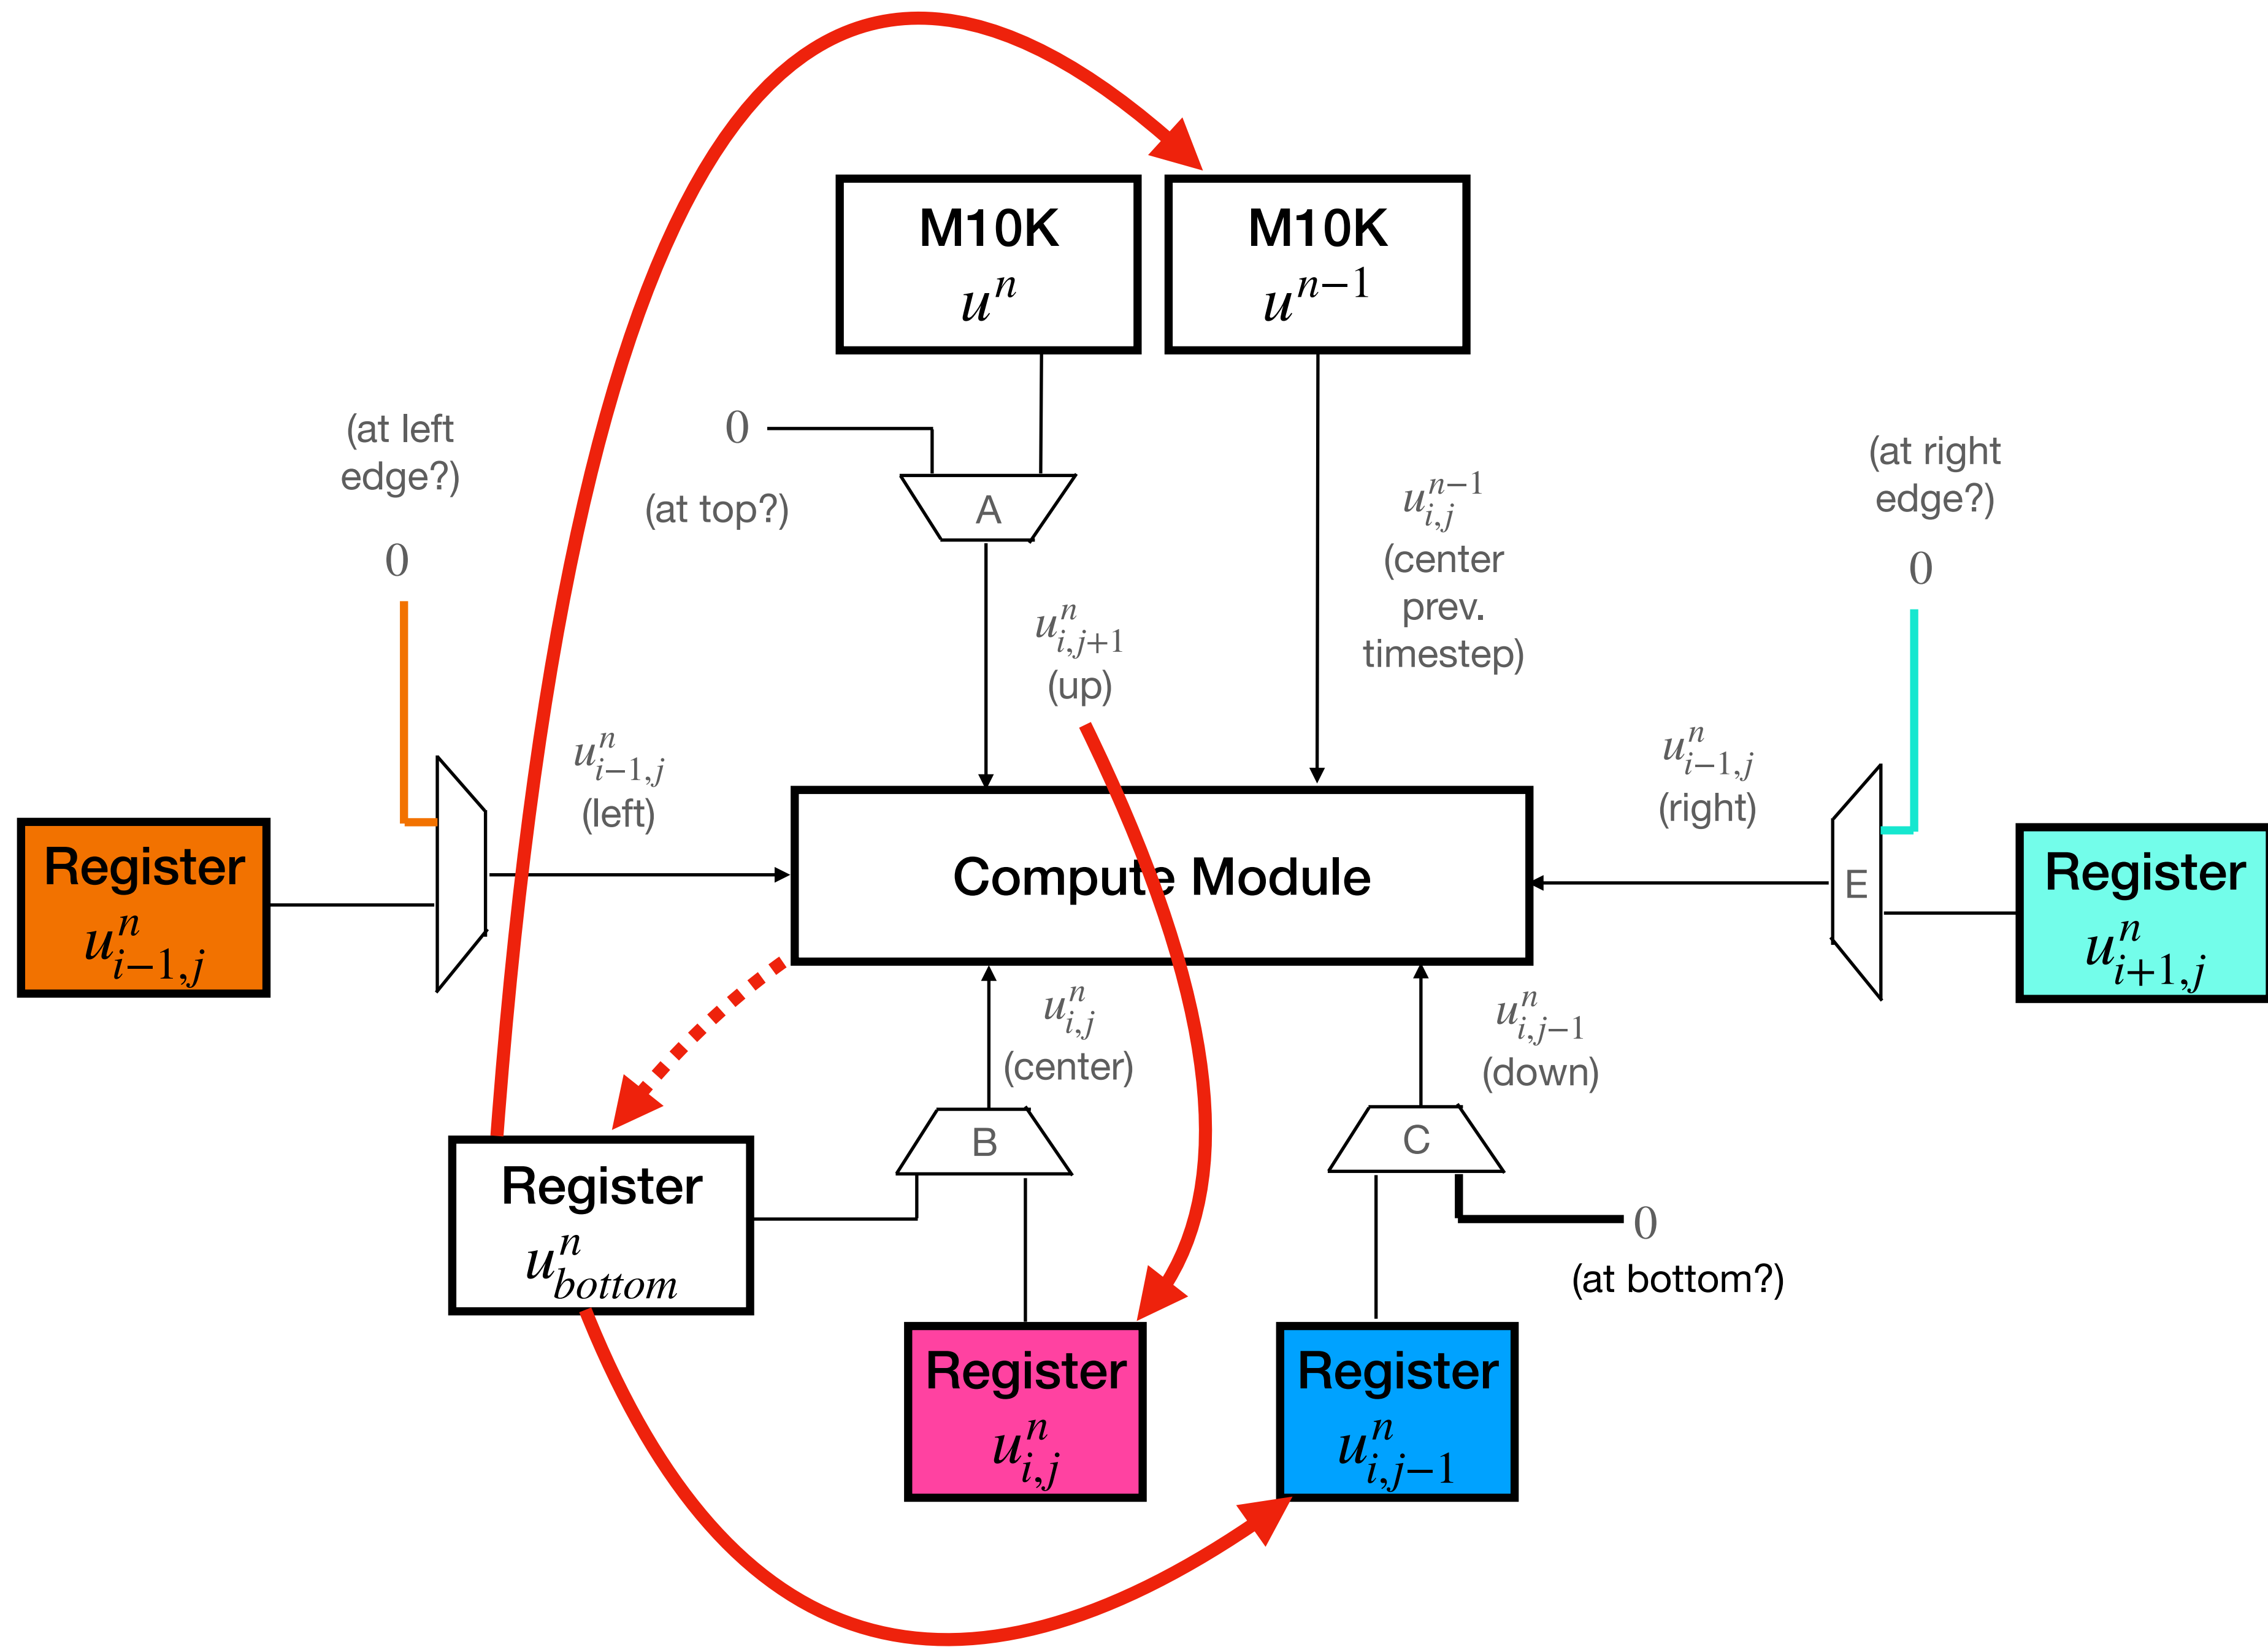 M10K
u^n
M10K
u^{n−1}
(at left
edge?)
0
0
(at top?)
A
u^{n−1}_{i,j}
(center
prev.
timestep)
(at right
edge?)
0
u^n_{i,j+1}
(up)
u^n_{i−1,j}
(left)
u^n_{i−1,j}
(right)
Register
u^n_{i−1,j}
Compute Module
E
Register
u^n_{i+1,j}
u^n_{i,j}
(center)
u^n_{i,j−1}
(down)
B
C
Register
u^n_{bottom}
0
(at bottom?)
Register
u^n_{i,j}
Register
u^n_{i,j−1}